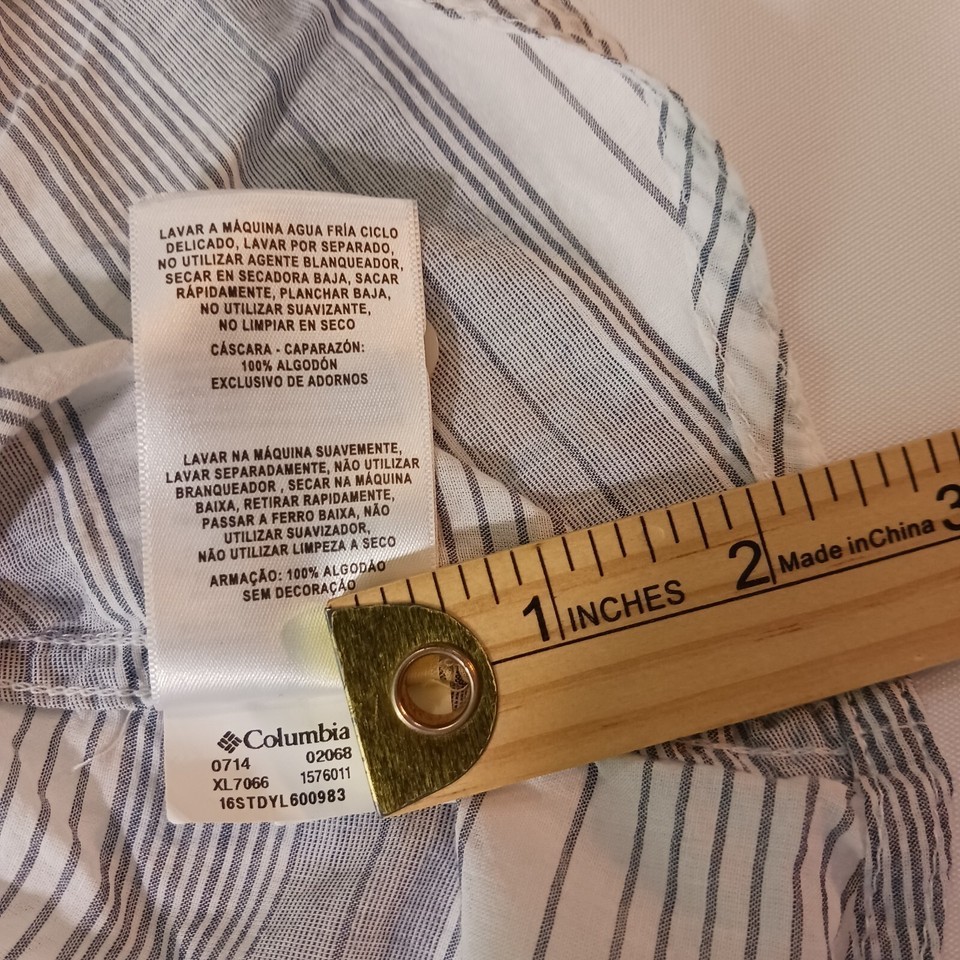 LAVAR A MÁQUINA AGUA FRÍA CICLO
DELICADO, LAVAR POR SEPARADO,
NO UTILIZAR AGENTE BLANQUEADOR,
SECAR EN SECADORA BAJA, SACAR
RÁPIDAMENTE, PLANCHAR BAJA,
NO UTILIZAR SUAVIZANTE,
NO LIMPIAR EN SECO
CÁSCARA - CAPARAZÓN:
100% ALGODÓN
EXCLUSIVO DE ADORNOS
LAVAR NA MÁQUINA SUAVEMENTE,
LAVAR SEPARADAMENTE, NÃO UTILIZAR
BRANQUEADOR , SECAR NA MÁQUINA
BAIXA, RETIRAR RAPIDAMENTE,
PASSAR A FERRO BAIXA, NÃO
UTILIZAR SUAVIZADOR,
NÃO UTILIZAR LIMPEZA A SECO
ARMAÇÃO: 100% ALGODÃO
SEM DECORAÇÃO
Columbia
0714 02068
XL7066 1576011
16STDYL600983
1 INCHES 2 Made in China 3